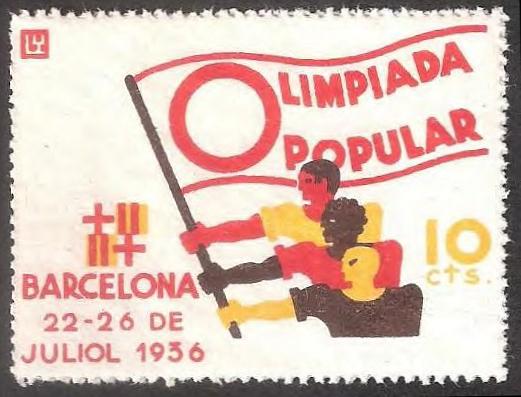 OLIMPIADA
POPULAR
10
cts.
BARCELONA
22-26 DE
JULIOL 1936